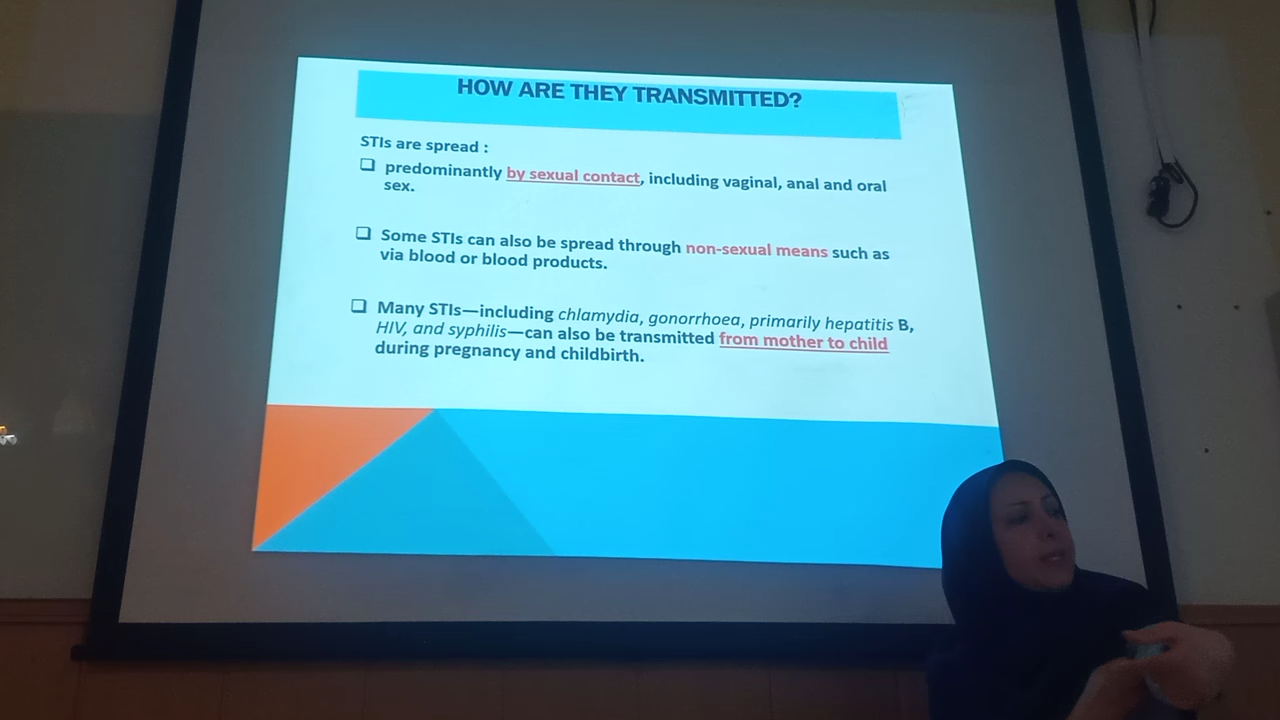 HOW ARE THEY TRANSMITTED?
STIs are spread :
❑ predominantly by sexual contact, including vaginal, anal and oral
sex.
❑ Some STIs can also be spread through non-sexual means such as
via blood or blood products.
❑ Many STIs—including chlamydia, gonorrhoea, primarily hepatitis B,
HIV, and syphilis—can also be transmitted from mother to child
during pregnancy and childbirth.